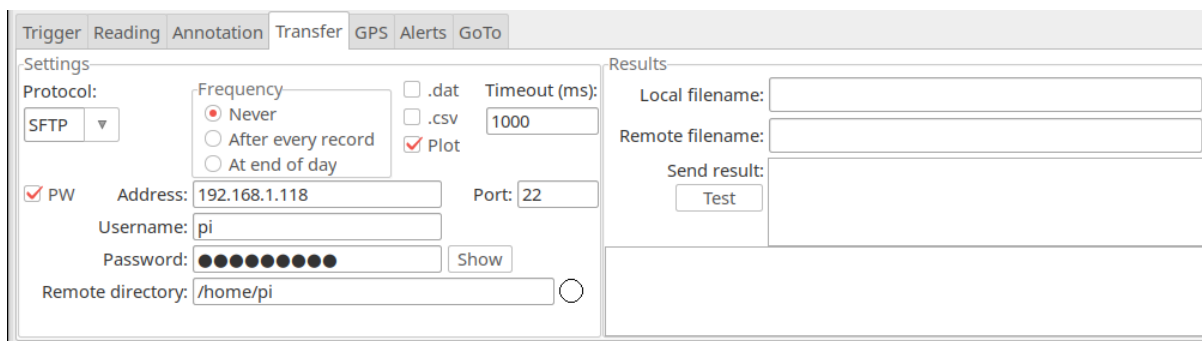 Trigger Reading Annotation Transfer GPS Alerts GoTo
Settings
Protocol:
SFTP
Frequency
Never
After every record
At end of day
.dat
.csv
Plot
Timeout (ms):
1000
PW
Address: 192.168.1.118
Port: 22
Username: pi
Password: ●●●●●●●●●
Show
Remote directory: /home/pi
Results
Local filename:
Remote filename:
Send result:
Test